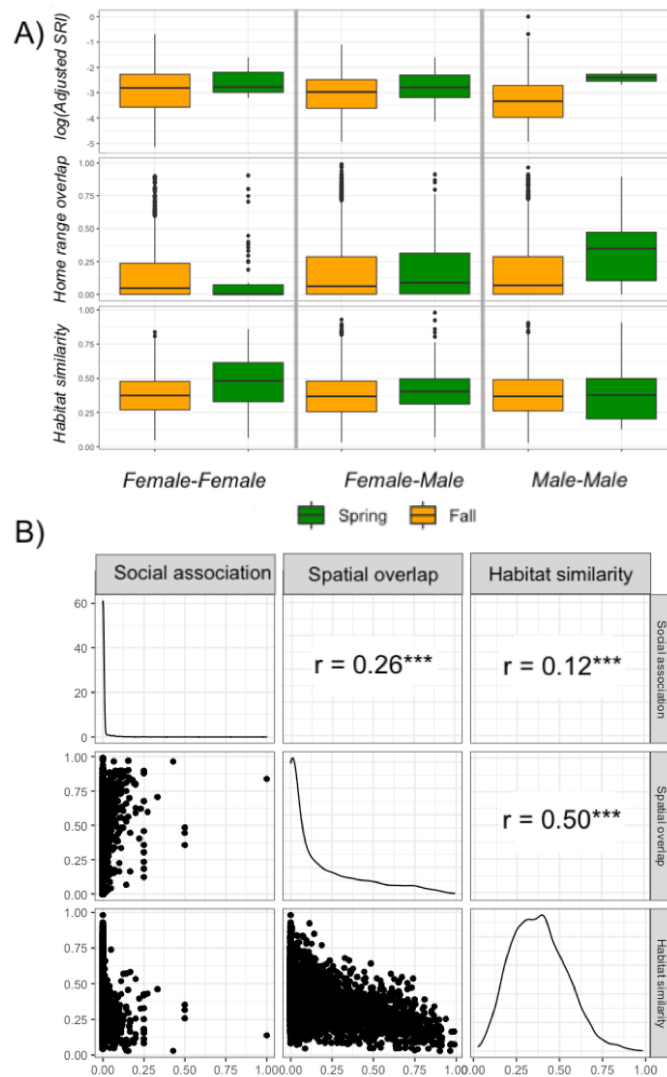 A)
log(Adjusted SRI)
0
-1
-2
-3
-4
-5
Home range overlap
1.00
0.75
0.50
0.25
0.00
Habitat similarity
1.00
0.75
0.50
0.25
0.00
Female-Female Female-Male Male-Male
Spring Fall
B)
Social association Spatial overlap Habitat similarity
60
40
20
0
r = 0.26***
r = 0.12***
Social association
1.00
0.75
0.50
0.25
0.00
r = 0.50***
Spatial overlap
1.00
0.75
0.50
0.25
0.00
Habitat similarity
0.00 0.25 0.50 0.75 1.00 0.00 0.25 0.50 0.75 1.00 0.00 0.25 0.50 0.75 1.00